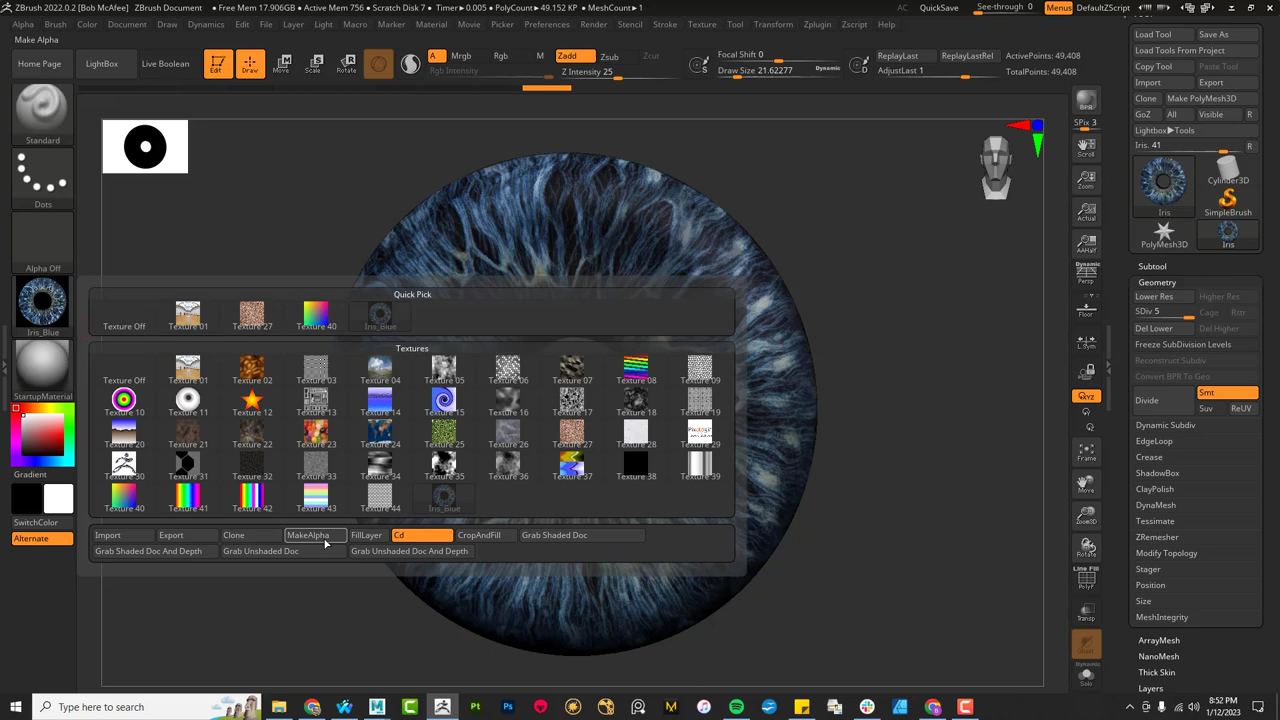 ZBrush 2022.0.2 [Bob McAfee] ZBrush Document • Free Mem 17.906GB • Active Mem 756 • Scratch Disk 7 • Timer►0.005 • PolyCount►49.152 KP • MeshCount►1 AC QuickSave See-through 0 Menus DefaultZScript
Alpha Brush Color Document Draw Dynamics Edit File Layer Light Macro Marker Material Movie Picker Preferences Render Stencil Stroke Texture Tool Transform Zplugin Zscript Help
Make Alpha
Home Page LightBox Live Boolean Edit Draw Move Scale Rotate
A Mrgb Rgb M Zadd Zsub Zcut
Rgb Intensity Z Intensity 25
Focal Shift 0
Draw Size 21.62277 Dynamic
ReplayLast ReplayLastRel
AdjustLast 1
ActivePoints: 49,408
TotalPoints: 49,408
Standard
Dots
Alpha Off
Iris_Blue
StartupMaterial
Gradient
SwitchColor
Alternate
Quick Pick
Texture Off Texture 01 Texture 27 Texture 40 Iris_Blue
Textures
Texture Off Texture 01 Texture 02 Texture 03 Texture 04 Texture 05 Texture 06 Texture 07 Texture 08 Texture 09
Texture 10 Texture 11 Texture 12 Texture 13 Texture 14 Texture 15 Texture 16 Texture 17 Texture 18 Texture 19
Texture 20 Texture 21 Texture 22 Texture 23 Texture 24 Texture 25 Texture 26 Texture 27 Texture 28 Texture 29
Texture 30 Texture 31 Texture 32 Texture 33 Texture 34 Texture 35 Texture 36 Texture 37 Texture 38 Texture 39
Texture 40 Texture 41 Texture 42 Texture 43 Texture 44 Iris_Blue
Import Export Clone MakeAlpha FillLayer Cd CropAndFill Grab Shaded Doc
Grab Shaded Doc And Depth Grab Unshaded Doc Grab Unshaded Doc And Depth
BPR
SPix 3
Scroll
Zoom
Actual
AAHalf
Dynamic
Persp
Floor
L.Sym
Xyz
Frame
Move
Rotate
Line Fill
PolyF
Transp
Dynamic
Solo
Tool
Load Tool Save As
Load Tools From Project
Copy Tool Paste Tool
Import Export
Clone Make PolyMesh3D
GoZ All Visible R
Lightbox►Tools
Iris. 41 R
Iris Cylinder3D
SimpleBrush
PolyMesh3D Iris
Subtool
Geometry
Lower Res Higher Res
SDiv 5 Cage Rstr
Del Lower Del Higher
Freeze SubDivision Levels
Reconstruct Subdiv
Convert BPR To Geo
Divide Smt
Suv ReUV
Dynamic Subdiv
EdgeLoop
Crease
ShadowBox
ClayPolish
DynaMesh
Tessimate
ZRemesher
Modify Topology
Stager
Position
Size
MeshIntegrity
ArrayMesh
NanoMesh
Thick Skin
Layers
Type here to search
8:52 PM
1/12/2023